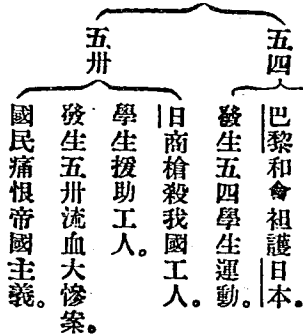 五四
巴黎和會袒護日本。
發生五四學生運動。
五卅
日商槍殺我國工人。
學生援助工人。
發生五卅流血大慘案。
國民痛恨帝國主義。